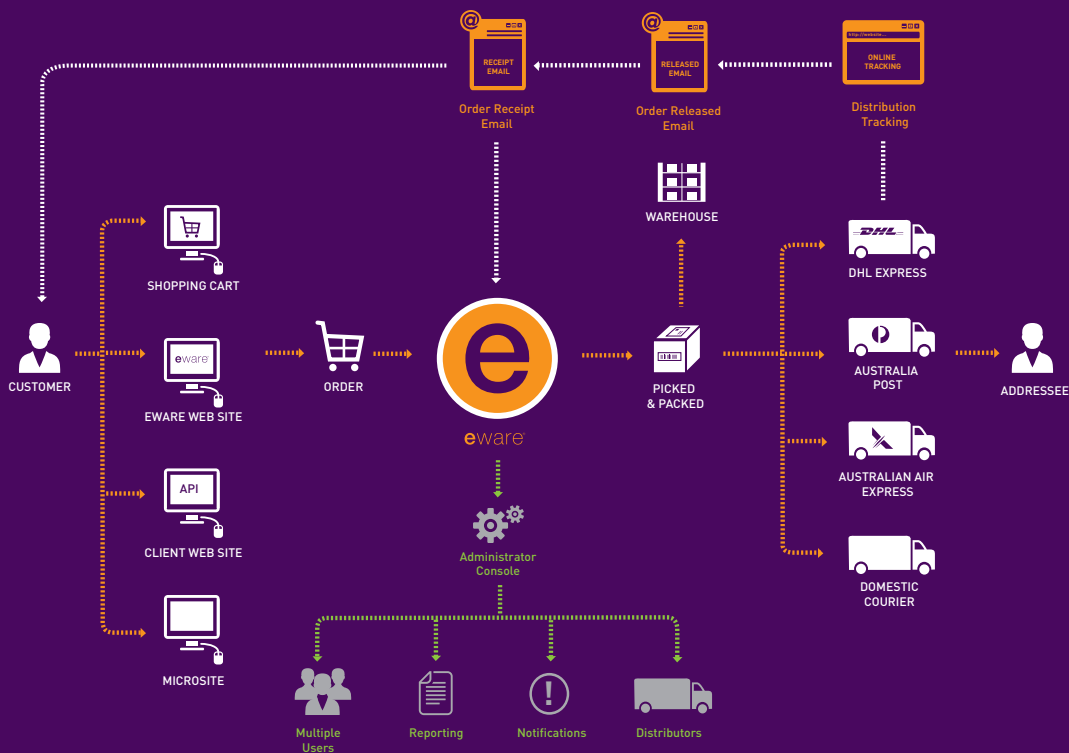 @
RECEIPT
EMAIL
Order Receipt
Email
@
RELEASED
EMAIL
Order Released
Email
http://website...
ONLINE
TRACKING
Distribution
Tracking
WAREHOUSE
SHOPPING CART
DHL
DHL EXPRESS
CUSTOMER
eware
EWARE WEB SITE
ORDER
e
eware
PICKED
& PACKED
AUSTRALIA
POST
ADDRESSEE
API
CLIENT WEB SITE
AUSTRALIAN AIR
EXPRESS
Administrator
Console
DOMESTIC
COURIER
MICROSITE
Multiple
Users
Reporting
!
Notifications
Distributors